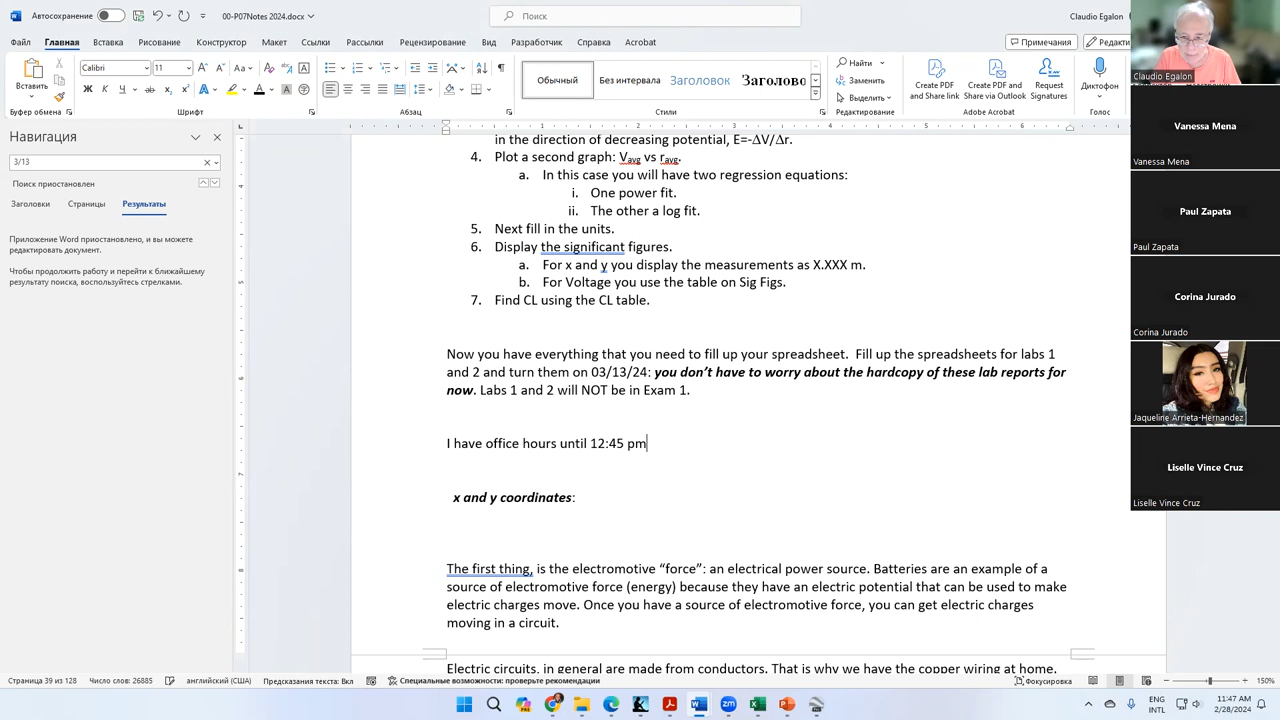 Автосохранение
00-P07Notes 2024.docx
Поиск
Claudio Egalon
Файл
Главная
Вставка
Рисование
Конструктор
Макет
Ссылки
Рассылки
Рецензирование
Вид
Разработчик
Справка
Acrobat
Примечания
Вставить
Calibri
11
Обычный
Без интервала
Заголовок
Заголово
Найти
Заменить
Выделить
Create PDF and Share link
Create PDF and Share via Outlook
Request Signatures
Диктофон
Буфер обмена
Шрифт
Абзац
Стили
Редактирование
Adobe Acrobat
Голос
Навигация
3/13
Поиск приостановлен
Заголовки
Страницы
Результаты
Приложение Word приостановлено, и вы можете
редактировать документ.
Чтобы продолжить работу и перейти к ближайшему
результату поиска, воспользуйтесь стрелками.
in the direction of decreasing potential, E=-ΔV/Δr.
4. Plot a second graph: Vavg vs ravg.
a. In this case you will have two regression equations:
i. One power fit.
ii. The other a log fit.
5. Next fill in the units.
6. Display the significant figures.
a. For x and y you display the measurements as X.XXX m.
b. For Voltage you use the table on Sig Figs.
7. Find CL using the CL table.
Now you have everything that you need to fill up your spreadsheet. Fill up the spreadsheets for labs 1
and 2 and turn them on 03/13/24: you don't have to worry about the hardcopy of these lab reports for
now. Labs 1 and 2 will NOT be in Exam 1.
I have office hours until 12:45 pm
x and y coordinates:
The first thing, is the electromotive “force”: an electrical power source. Batteries are an example of a
source of electromotive force (energy) because they have an electric potential that can be used to make
electric charges move. Once you have a source of electromotive force, you can get electric charges
moving in a circuit.
Electric circuits, in general are made from conductors. That is why we have the copper wiring at home.
Claudio Egalon
Vanessa Mena
Vanessa Mena
Paul Zapata
Paul Zapata
Corina Jurado
Corina Jurado
Jaqueline Arrieta-Hernandez
Liselle Vince Cruz
Liselle Vince Cruz
Страница 39 из 128
Число слов: 26885
английский (США)
Предсказания текста: Вкл
Специальные возможности: проверьте рекомендации
Фокусировка
150%
ENG
INTL
11:47 AM
2/28/2024